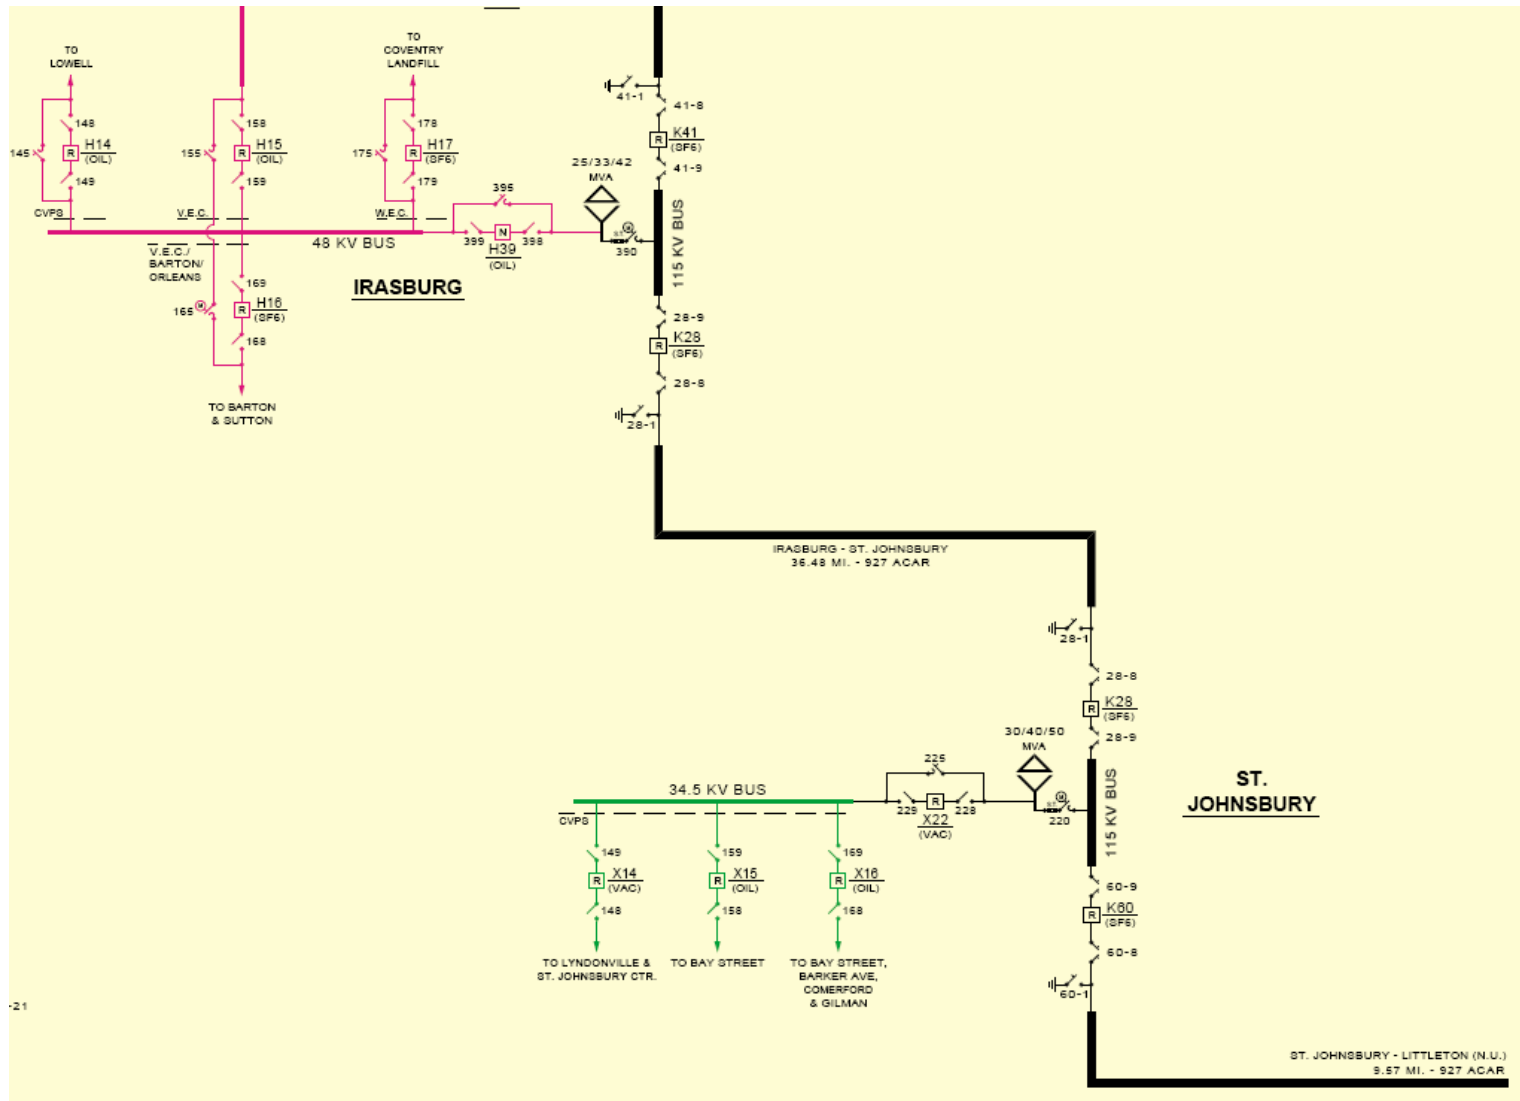 TO
LOWELL
148
145
R
H14
(OIL)
149
CVPS
158
155
R
H15
(OIL)
159
V.E.C.
TO
COVENTRY
LANDFILL
178
175
R
H17
(SF6)
179
W.E.C.
48 KV BUS
V.E.C./
BARTON/
ORLEANS
IRASBURG
169
165
M
R
H16
(SF6)
168
TO BARTON
& SUTTON
395
399
N
398
H39
(OIL)
25/33/42
MVA
S.T.
M
390
41-1
41-8
R
K41
(SF6)
41-9
115 KV BUS
28-9
R
K28
(SF6)
28-8
28-1
IRASBURG - ST. JOHNSBURY
36.48 MI. - 927 ACAR
28-1
28-8
R
K28
(SF6)
28-9
30/40/50
MVA
S.T.
M
220
115 KV BUS
ST.
JOHNSBURY
225
229
R
228
X22
(VAC)
34.5 KV BUS
CVPS
149
R
X14
(VAC)
148
TO LYNDONVILLE &
ST. JOHNSBURY CTR.
159
R
X15
(OIL)
158
TO BAY STREET
169
R
X16
(OIL)
168
TO BAY STREET,
BARKER AVE,
COMERFORD
& GILMAN
60-9
R
K60
(SF6)
60-8
60-1
-21
ST. JOHNSBURY - LITTLETON (N.U.)
9.57 MI. - 927 ACAR